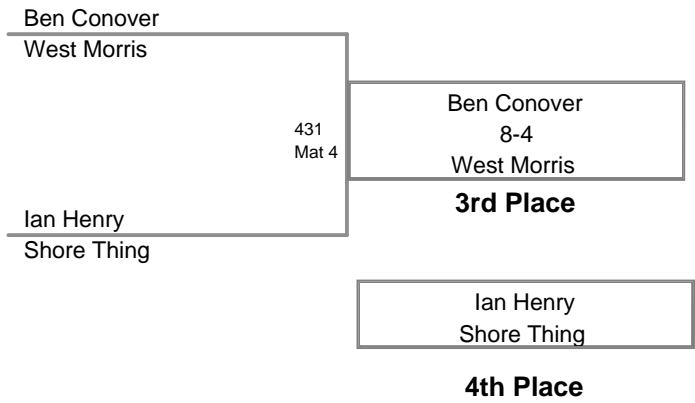 Ben Conover
West Morris
431
Mat 4
Ben Conover
8-4
West Morris
3rd Place
Ian Henry
Shore Thing
Ian Henry
Shore Thing
4th Place